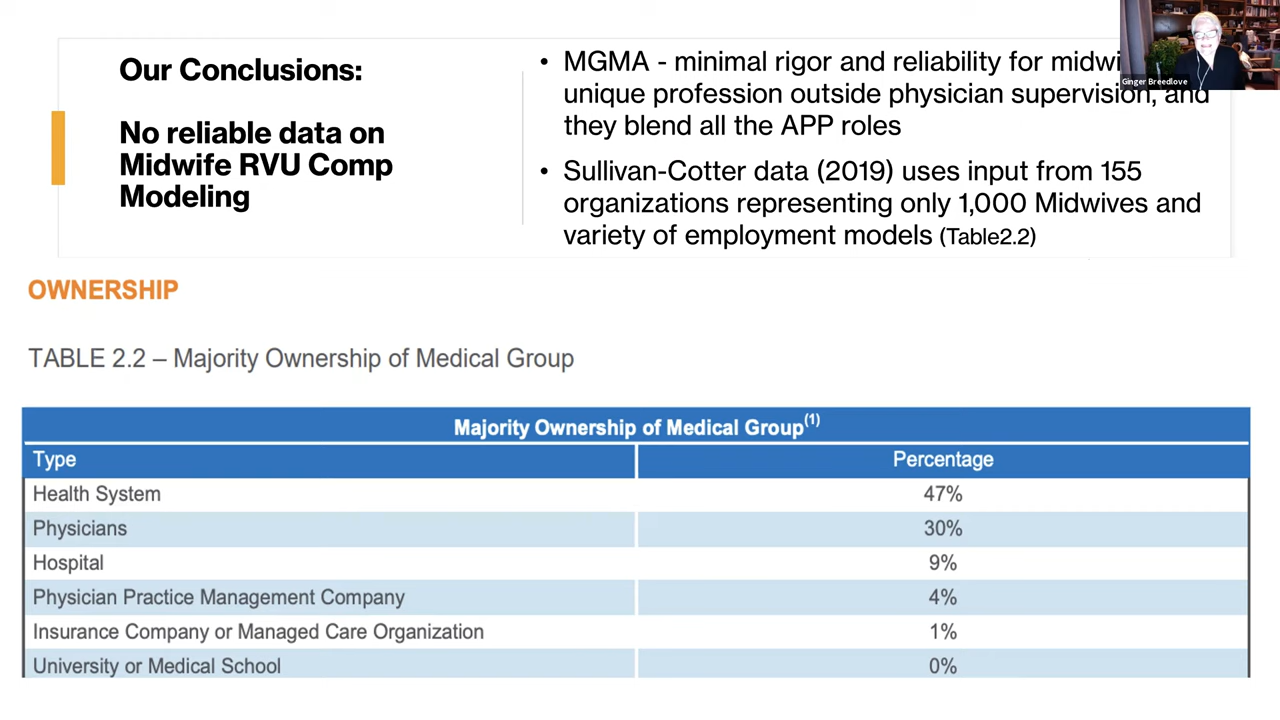 Our Conclusions:
No reliable data on
Midwife RVU Comp
Modeling
• MGMA - minimal rigor and reliability for
unique profession outside physician supervision, and
they blend all the APP roles
• Sullivan-Cotter data (2019) uses input from 155
organizations representing only 1,000 Midwives and
variety of employment models (Table2.2)
Ginger Breedlove
OWNERSHIP
TABLE 2.2 – Majority Ownership of Medical Group
Majority Ownership of Medical Group(1)
Type Percentage
Health System 47%
Physicians 30%
Hospital 9%
Physician Practice Management Company 4%
Insurance Company or Managed Care Organization 1%
University or Medical School 0%